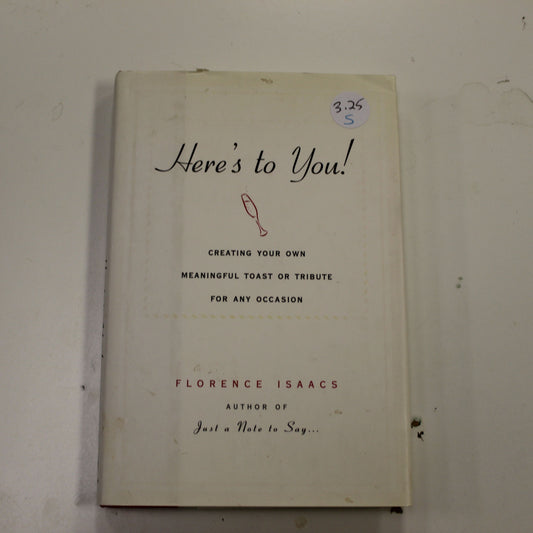 3.25
S
Here's to You!
CREATING YOUR OWN
MEANINGFUL TOAST OR TRIBUTE
FOR ANY OCCASION
FLORENCE ISAACS
AUTHOR OF
Just a Note to Say...